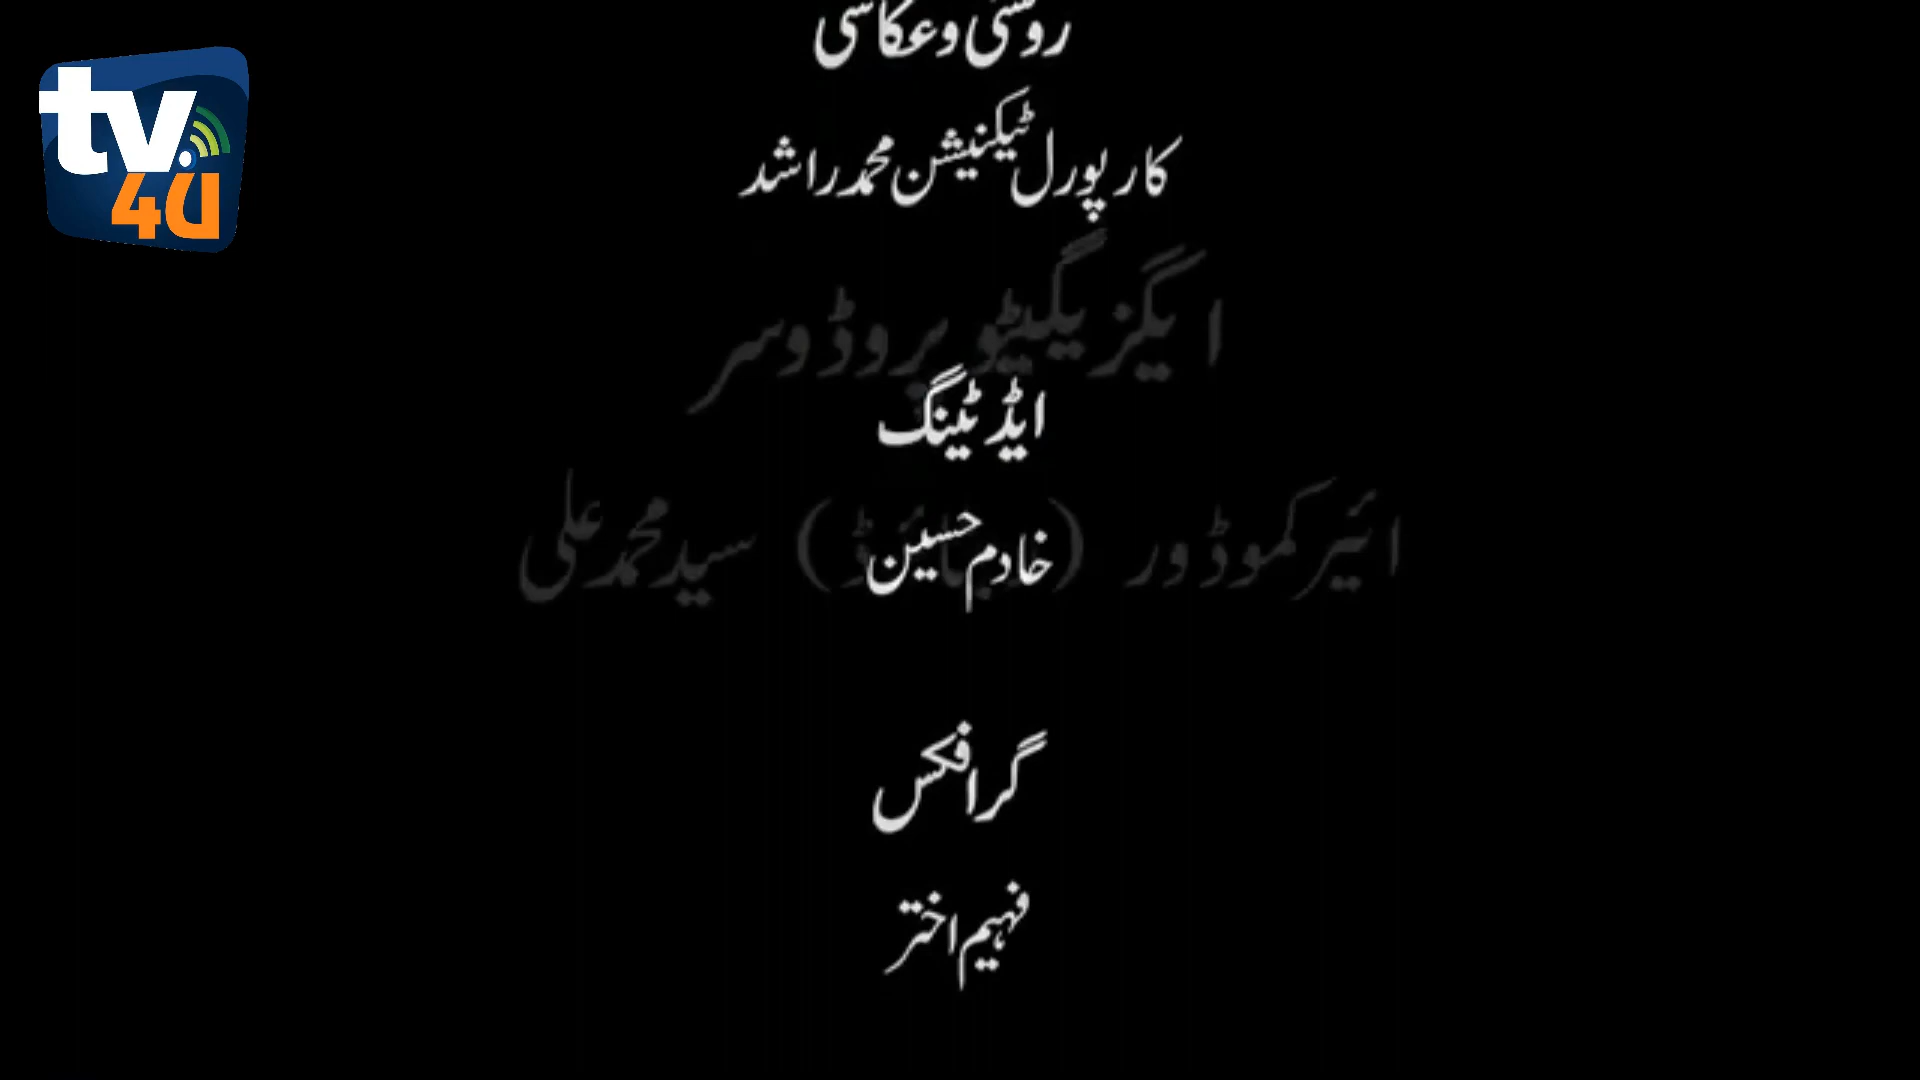 tv
4U
روشنی وعکاسی
کارپورل ٹیکنیشن محمد راشد
ایگزیکیٹو پروڈوسر
ایڈیٹینگ
ائیر کموڈور ( ) سید محمد علی
خادم حسین
گرافکس
فہیم اختر